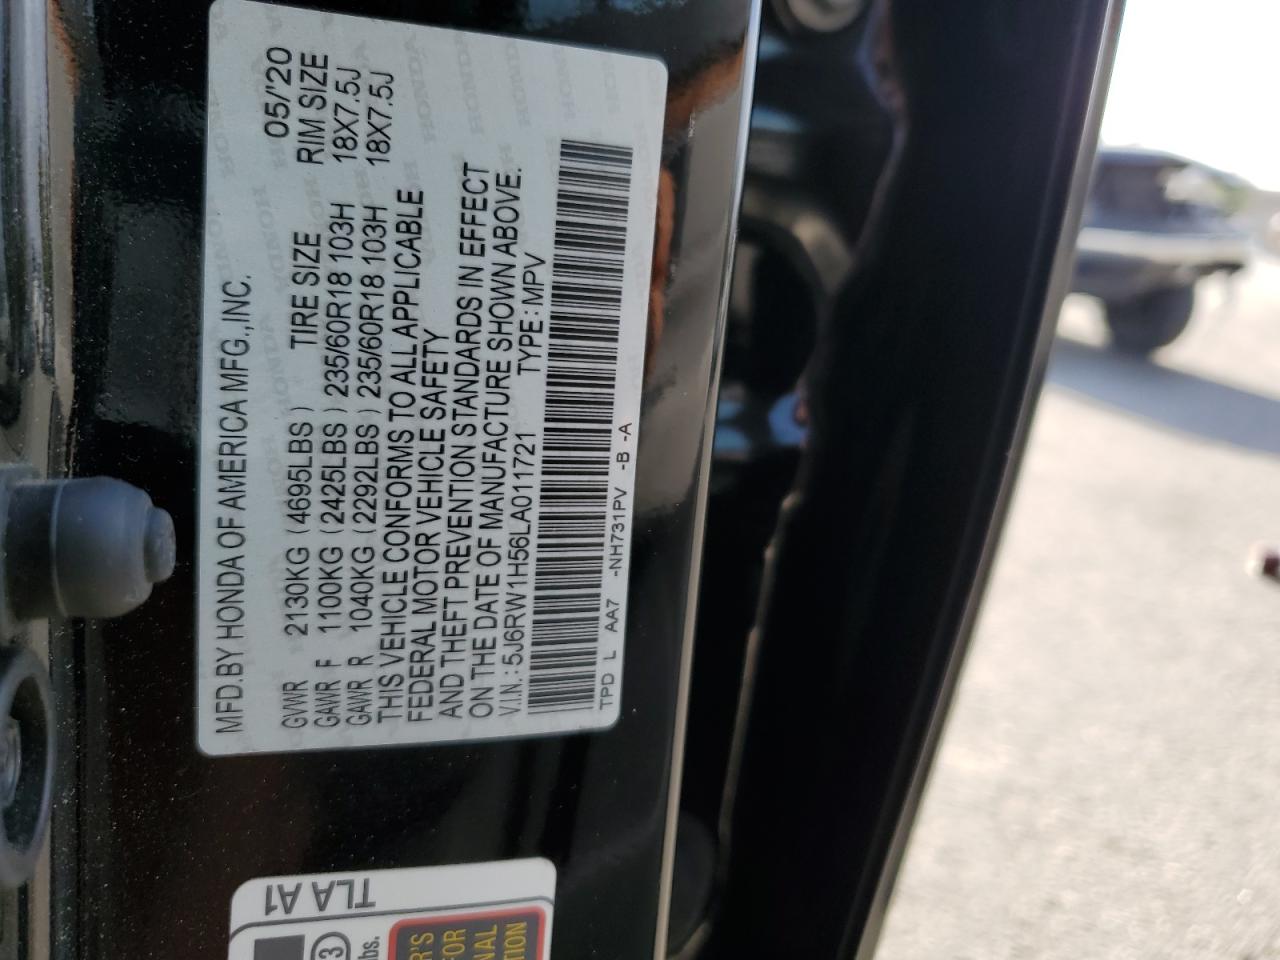 MFD.BY HONDA OF AMERICA MFG.,INC. 05/'20
GVWR 2130KG (4695LBS) TIRE SIZE RIM SIZE
GAWR F 1100KG (2425LBS) 235/60R18 103H 18X7.5J
GAWR R 1040KG (2292LBS) 235/60R18 103H 18X7.5J
THIS VEHICLE CONFORMS TO ALL APPLICABLE
FEDERAL MOTOR VEHICLE SAFETY
AND THEFT PREVENTION STANDARDS IN EFFECT
ON THE DATE OF MANUFACTURE SHOWN ABOVE.
V.I.N.: 5J6RW1H56LA011721 TYPE: MPV
TPD L AA7 -NH731PV -B -A
TLA A1
3
lbs.